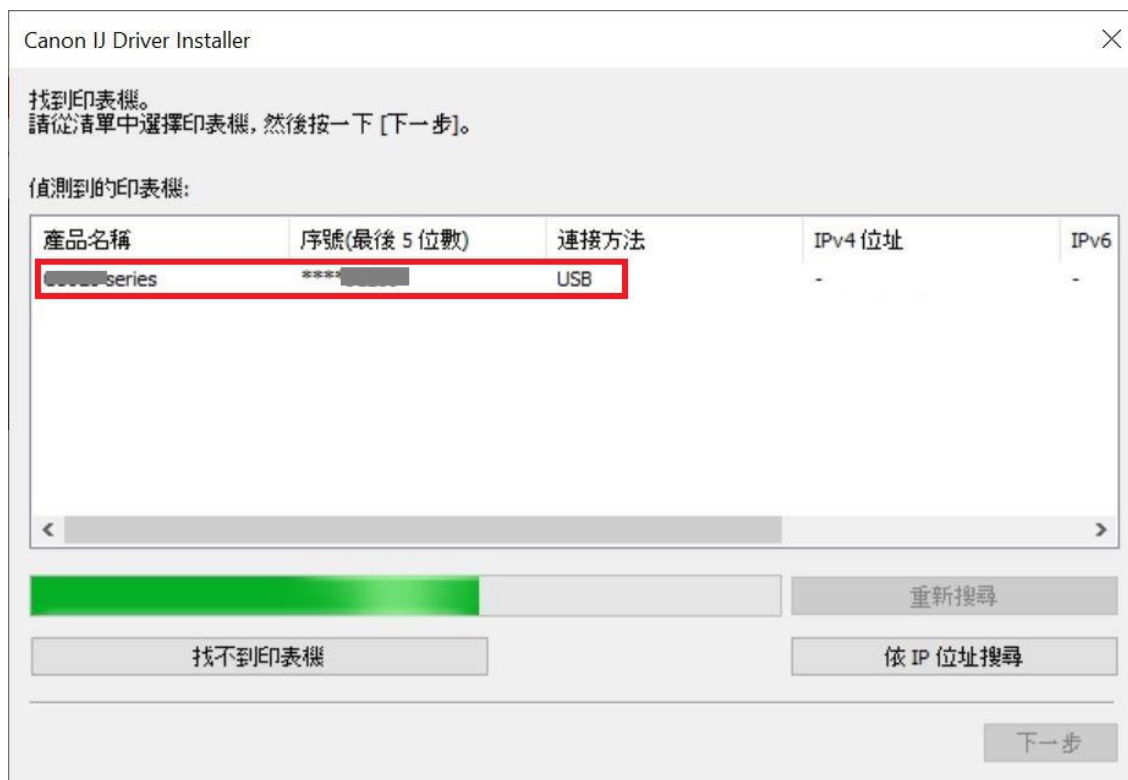 Canon IJ Driver Installer
找到印表機。
請從清單中選擇印表機, 然後按一下 [下一步]。
偵測到的印表機:
產品名稱 序號(最後 5 位數) 連接方法 IPv4 位址 IPv6
series **** USB - -
重新搜尋
找不到印表機 依 IP 位址搜尋
下一步